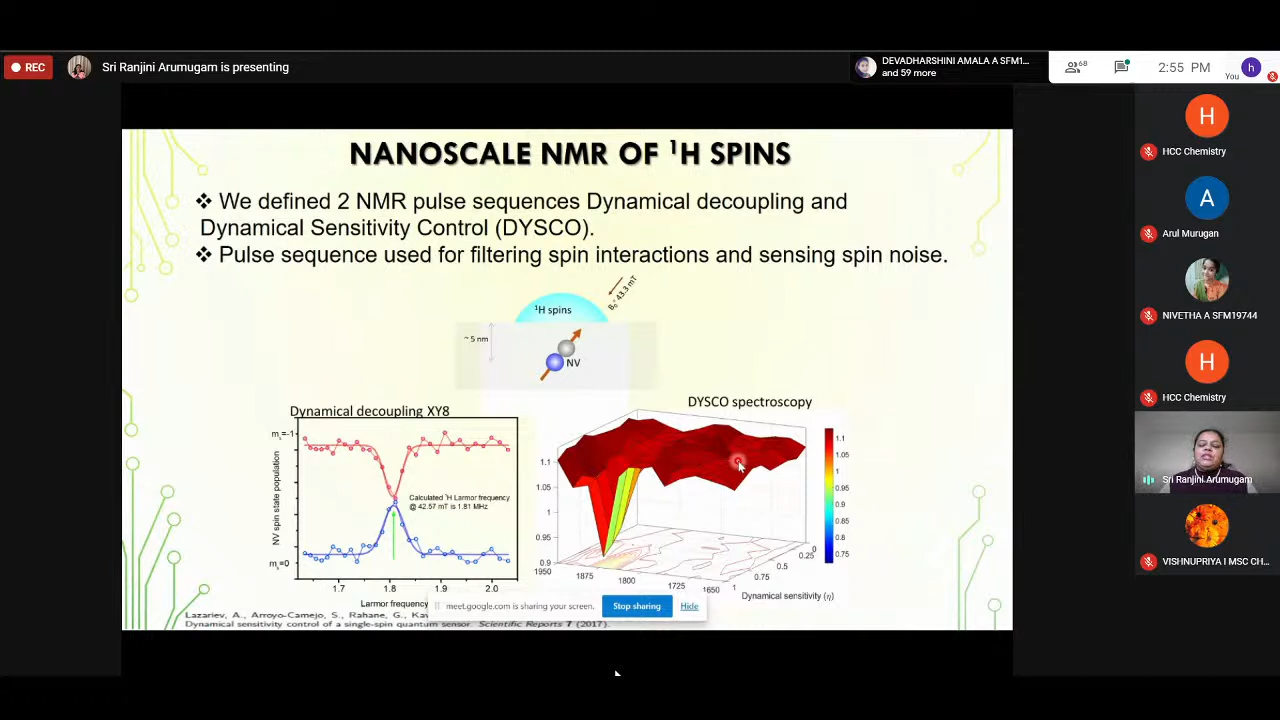 REC
Sri Ranjini Arumugam is presenting
DEVADHARSHINI AMALA A SFM1...
and 59 more
68
2:55 PM
You
h
NANOSCALE NMR OF ¹H SPINS
❖ We defined 2 NMR pulse sequences Dynamical decoupling and
Dynamical Sensitivity Control (DYSCO).
❖ Pulse sequence used for filtering spin interactions and sensing spin noise.
¹H spins
B₀ 43.3 mT
~ 5 nm
NV
Dynamical decoupling XY8
mₛ=-1
NV spin state population
mₛ=0
Calculated ¹H Larmor frequency
@ 42.57 mT is 1.81 MHz
1.7 1.8 1.9 2.0
Larmor frequency
DYSCO spectroscopy
1.1
1.05
1
0.95
0.9
1950 1875 1800 1725 1650
1 0.75 0.5 0.25 0
Dynamical sensitivity (η)
1.1
1.05
1
0.95
0.9
0.85
0.8
0.75
Lazariev, A., Arroyo-Camejo, S., Rahane, G.,
Dynamical sensitivity control of a single-spin quantum sensor. Scientific Reports 7 (2017).
meet.google.com is sharing your screen.
Stop sharing
Hide
H
HCC Chemistry
A
Arul Murugan
NIVETHA A SFM19744
H
HCC Chemistry
Sri Ranjini Arumugam
VISHNUPRIYA I MSC CH...